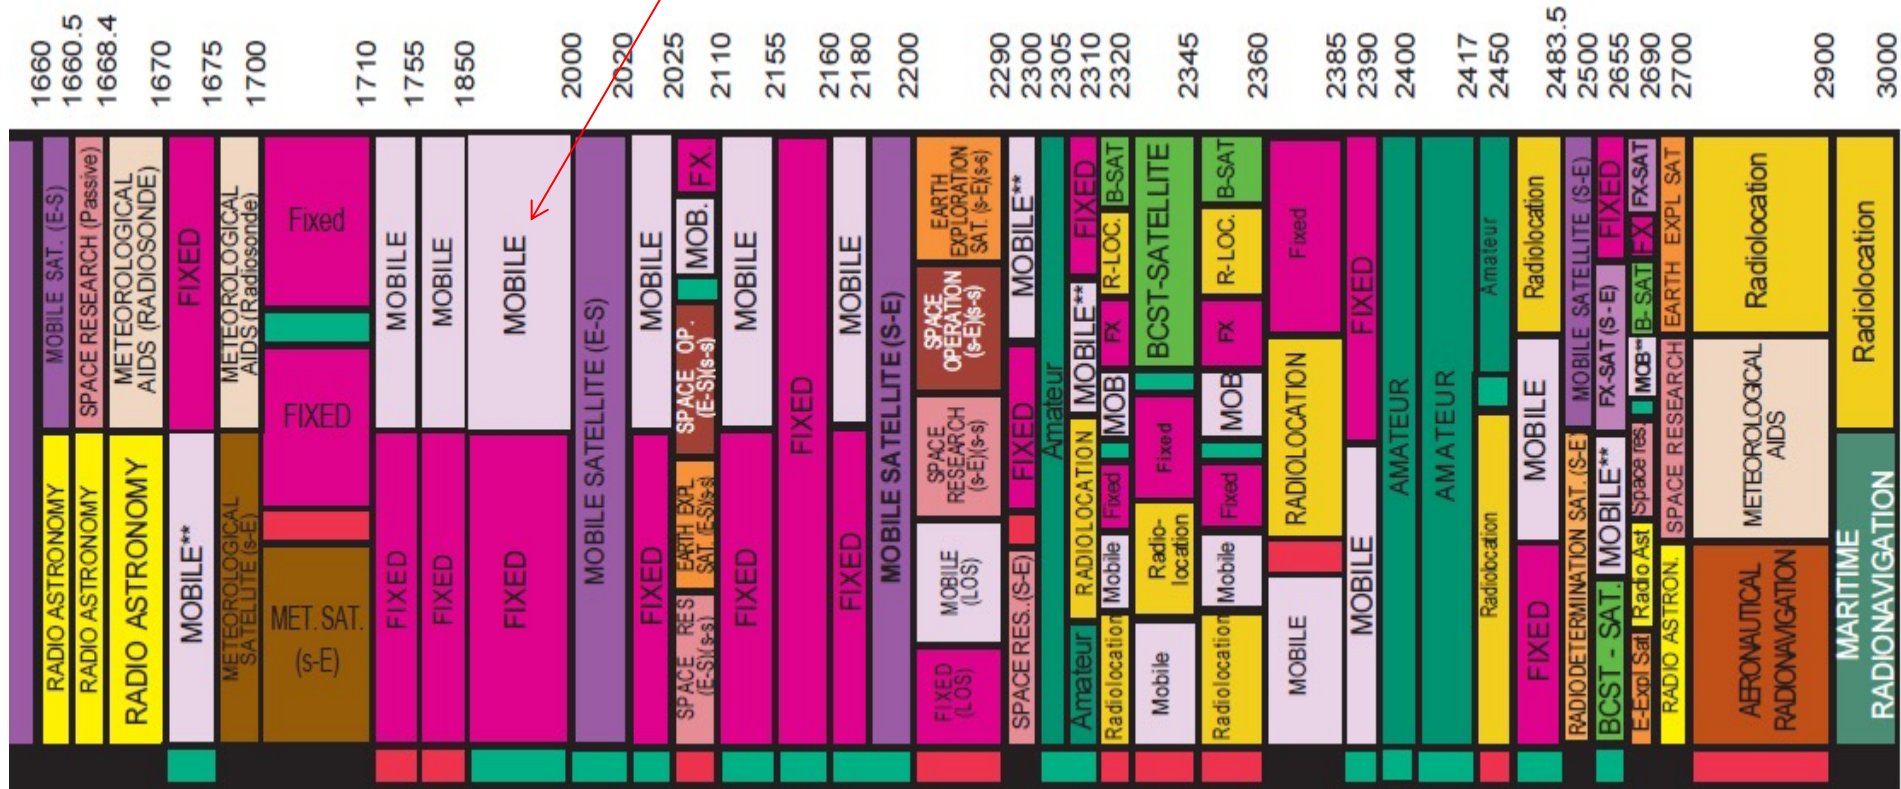 1660
1660.5
1668.4
1670
1675
1700
1710
1755
1850
2000
2020
2025
2110
2155
2160
2180
2200
2290
2300
2305
2310
2320
2345
2360
2385
2390
2400
2417
2450
2483.5
2500
2655
2690
2700
2900
3000
MOBILE SAT. (E-S)
RADIO ASTRONOMY
SPACE RESEARCH (Passive)
RADIO ASTRONOMY
METEOROLOGICAL
AIDS (RADIOSONDE)
RADIO ASTRONOMY
FIXED
MOBILE**
METEOROLOGICAL
AIDS (Radiosonde)
METEOROLOGICAL
SATELLITE (s-E)
Fixed
FIXED
MET. SAT.
(s-E)
MOBILE
FIXED
MOBILE
FIXED
MOBILE
FIXED
MOBILE SATELLITE (E-S)
MOBILE
FIXED
FX.
MOB.
SPACE OP.
(E-S)(s-s)
EARTH EXPL.
SAT. (E-S)(s-s)
SPACE RES.
(E-S)(s-s)
MOBILE
FIXED
FIXED
MOBILE
FIXED
MOBILE SATELLITE (S-E)
EARTH
EXPLORATION
SAT. (s-E)(s-s)
SPACE
OPERATION
(s-E)(s-s)
SPACE
RESEARCH
(s-E)(s-s)
MOBILE
(LOS)
FIXED
(LOS)
MOBILE**
FIXED
SPACE RES..(S-E)
Amateur
FIXED
MOBILE**
RADIOLOCATION
Amateur
B-SAT
R-LOC.
FX
MOB
Fixed
Mobile
Radiolocation
BCST-SATELLITE
Fixed
Radio-
location
Mobile
B-SAT
R-LOC.
FX
MOB
Fixed
Mobile
Radiolocation
Fixed
RADIOLOCATION
MOBILE
FIXED
MOBILE
AMATEUR
AMATEUR
Amateur
Radiolocation
Radiolocation
MOBILE
FIXED
MOBILE SATELLITE (S-E)
RADIODETERMINATION SAT. (S-E)
FIXED
FX-SAT (S - E)
MOBILE**
BCST - SAT.
FX-SAT
FX
B- SAT
MOB**
Space res.
Radio Ast
E-Expl Sat
EARTH EXPL SAT
SPACE RESEARCH
RADIO ASTRON.
Radiolocation
METEOROLOGICAL
AIDS
AERONAUTICAL
RADIONAVIGATION
Radiolocation
MARITIME
RADIONAVIGATION